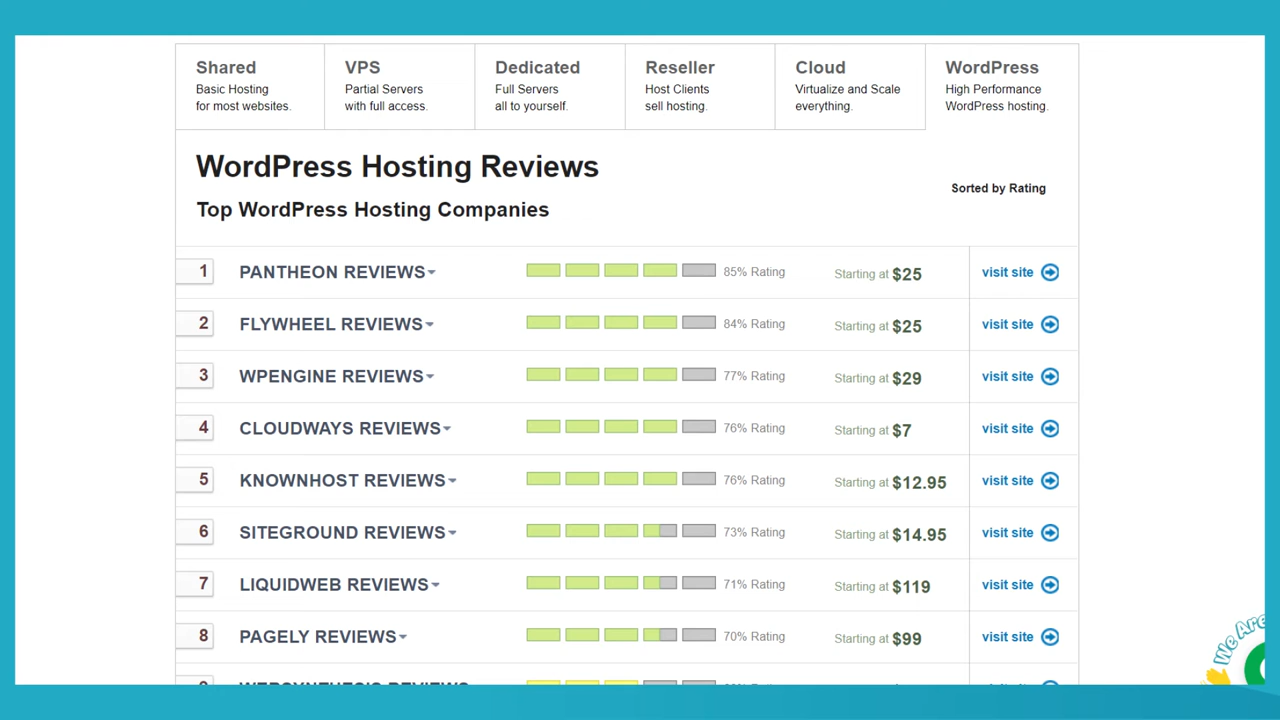 Shared
Basic Hosting
for most websites.
VPS
Partial Servers
with full access.
Dedicated
Full Servers
all to yourself.
Reseller
Host Clients
sell hosting.
Cloud
Virtualize and Scale
everything.
WordPress
High Performance
WordPress hosting.
WordPress Hosting Reviews
Sorted by Rating
Top WordPress Hosting Companies
1 PANTHEON REVIEWS 85% Rating Starting at $25 visit site
2 FLYWHEEL REVIEWS 84% Rating Starting at $25 visit site
3 WPENGINE REVIEWS 77% Rating Starting at $29 visit site
4 CLOUDWAYS REVIEWS 76% Rating Starting at $7 visit site
5 KNOWNHOST REVIEWS 76% Rating Starting at $12.95 visit site
6 SITEGROUND REVIEWS 73% Rating Starting at $14.95 visit site
7 LIQUIDWEB REVIEWS 71% Rating Starting at $119 visit site
8 PAGELY REVIEWS 70% Rating Starting at $99 visit site
We Are